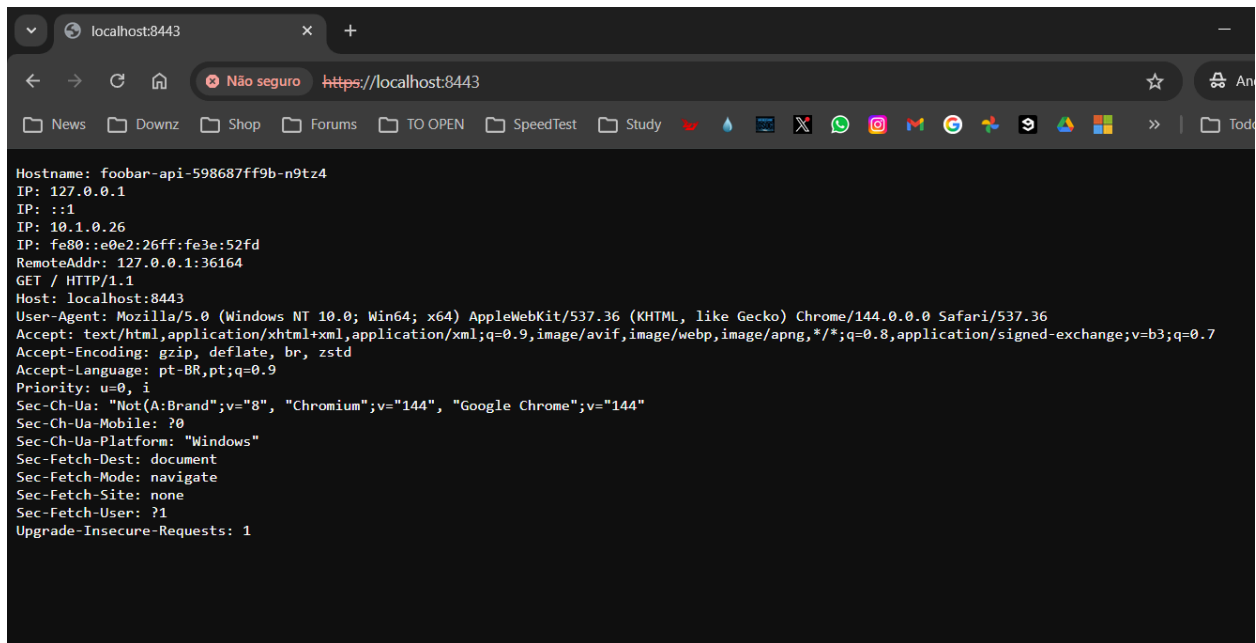 localhost:8443
Não seguro https://localhost:8443
News Downz Shop Forums TO OPEN SpeedTest Study
Hostname: foobar-api-598687ff9b-n9tz4
IP: 127.0.0.1
IP: ::1
IP: 10.1.0.26
IP: fe80::e0e2:26ff:fe3e:52fd
RemoteAddr: 127.0.0.1:36164
GET / HTTP/1.1
Host: localhost:8443
User-Agent: Mozilla/5.0 (Windows NT 10.0; Win64; x64) AppleWebKit/537.36 (KHTML, like Gecko) Chrome/144.0.0.0 Safari/537.36
Accept: text/html,application/xhtml+xml,application/xml;q=0.9,image/avif,image/webp,image/apng,*/*;q=0.8,application/signed-exchange;v=b3;q=0.7
Accept-Encoding: gzip, deflate, br, zstd
Accept-Language: pt-BR,pt;q=0.9
Priority: u=0, i
Sec-Ch-Ua: "Not(A:Brand";v="8", "Chromium";v="144", "Google Chrome";v="144"
Sec-Ch-Ua-Mobile: ?0
Sec-Ch-Ua-Platform: "Windows"
Sec-Fetch-Dest: document
Sec-Fetch-Mode: navigate
Sec-Fetch-Site: none
Sec-Fetch-User: ?1
Upgrade-Insecure-Requests: 1